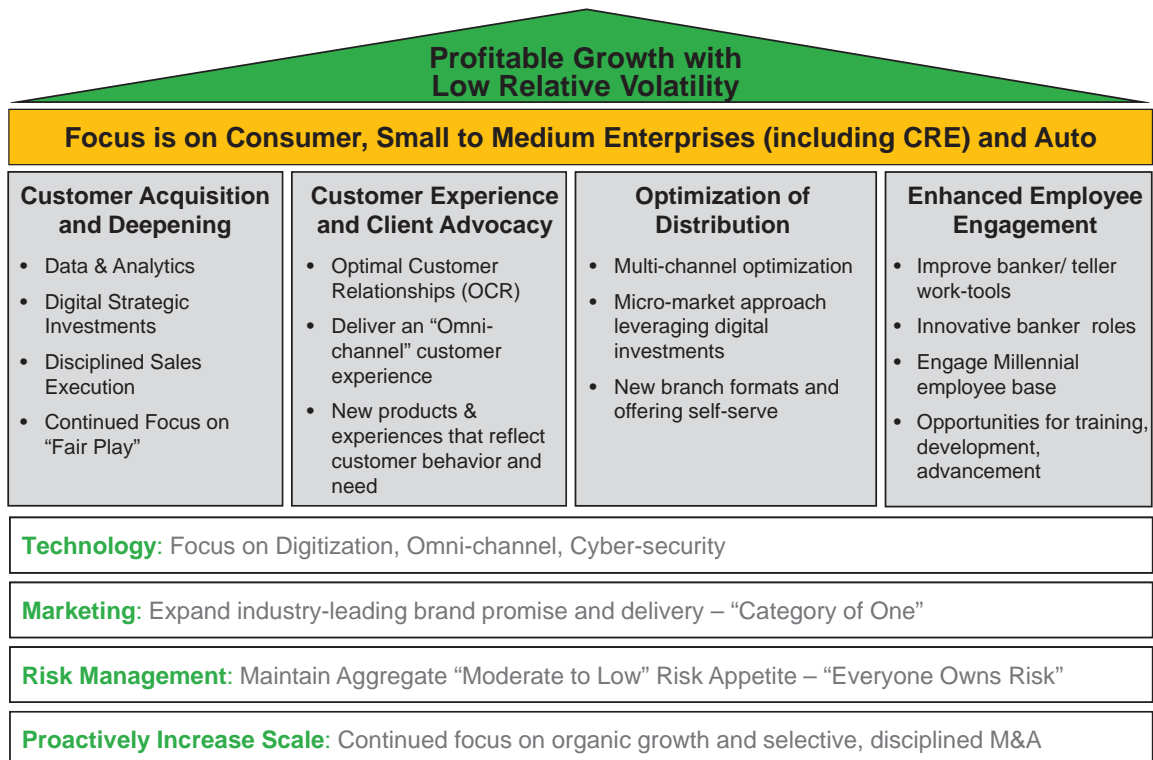 Profitable Growth with
Low Relative Volatility
Focus is on Consumer, Small to Medium Enterprises (including CRE) and Auto
Customer Acquisition
and Deepening
• Data & Analytics
• Digital Strategic
Investments
• Disciplined Sales
Execution
• Continued Focus on
“Fair Play”
Customer Experience
and Client Advocacy
• Optimal Customer
Relationships (OCR)
• Deliver an “Omni-
channel” customer
experience
• New products &
experiences that reflect
customer behavior and
need
Optimization of
Distribution
• Multi-channel optimization
• Micro-market approach
leveraging digital
investments
• New branch formats and
offering self-serve
Enhanced Employee
Engagement
• Improve banker/ teller
work-tools
• Innovative banker roles
• Engage Millennial
employee base
• Opportunities for training,
development,
advancement
Technology: Focus on Digitization, Omni-channel, Cyber-security
Marketing: Expand industry-leading brand promise and delivery – “Category of One”
Risk Management: Maintain Aggregate “Moderate to Low” Risk Appetite – “Everyone Owns Risk”
Proactively Increase Scale: Continued focus on organic growth and selective, disciplined M&A